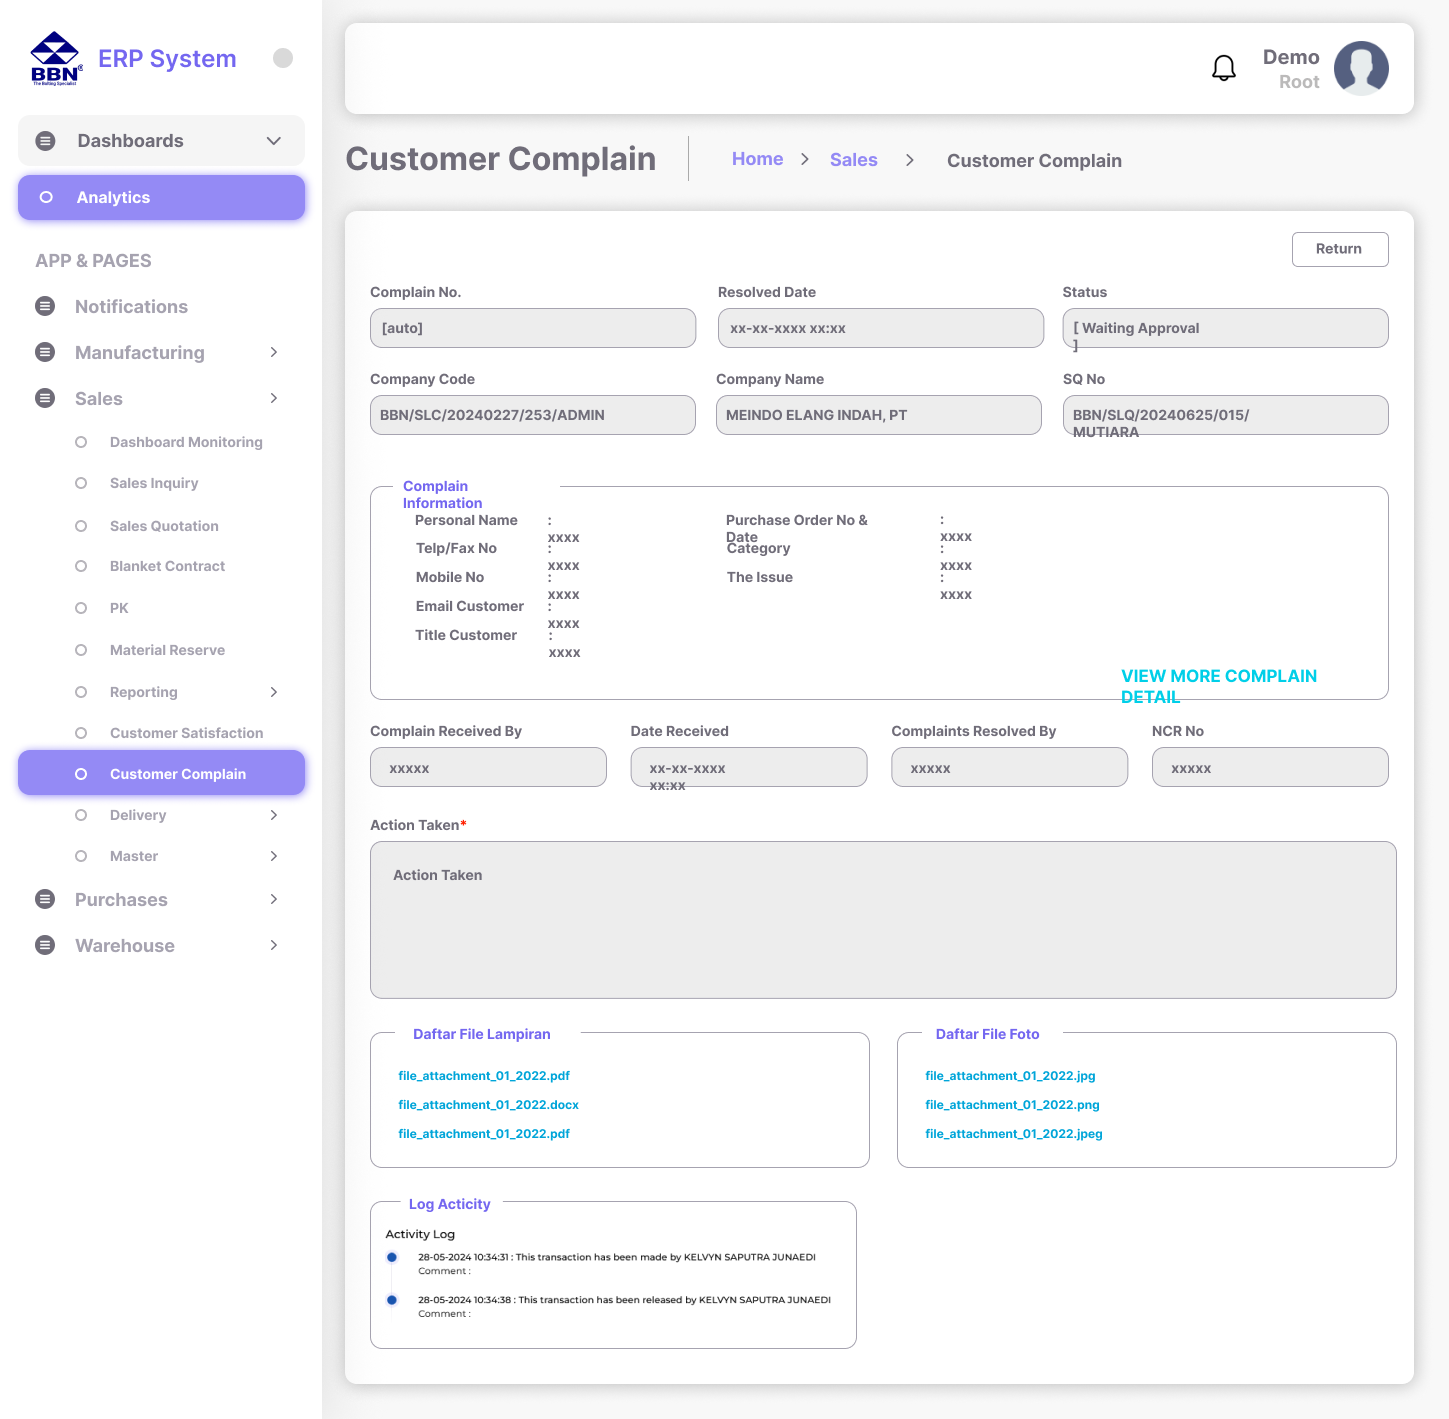 BBN®
The Bolting Specialist
ERP System
Dashboards
Analytics
APP & PAGES
Notifications
Manufacturing
Sales
Dashboard Monitoring
Sales Inquiry
Sales Quotation
Blanket Contract
PK
Material Reserve
Reporting
Customer Satisfaction
Customer Complain
Delivery
Master
Purchases
Warehouse
Demo
Root
Customer Complain
Home > Sales > Customer Complain
Return
Complain No.
[auto]
Resolved Date
xx-xx-xxxx xx:xx
Status
[ Waiting Approval
]
Company Code
BBN/SLC/20240227/253/ADMIN
Company Name
MEINDO ELANG INDAH, PT
SQ No
BBN/SLQ/20240625/015/
MUTIARA
Complain
Information
Personal Name :
xxxx
Telp/Fax No :
xxxx
Mobile No :
xxxx
Email Customer :
xxxx
Title Customer :
xxxx
Purchase Order No &
Date
:
xxxx
Category :
xxxx
The Issue :
xxxx
VIEW MORE COMPLAIN
DETAIL
Complain Received By
xxxxx
Date Received
xx-xx-xxxx
xx:xx
Complaints Resolved By
xxxxx
NCR No
xxxxx
Action Taken*
Action Taken
Daftar File Lampiran
file_attachment_01_2022.pdf
file_attachment_01_2022.docx
file_attachment_01_2022.pdf
Daftar File Foto
file_attachment_01_2022.jpg
file_attachment_01_2022.png
file_attachment_01_2022.jpeg
Log Acticity
Activity Log
28-05-2024 10:34:31 : This transaction has been made by KELVYN SAPUTRA JUNAEDI
Comment :
28-05-2024 10:34:38 : This transaction has been released by KELVYN SAPUTRA JUNAEDI
Comment :